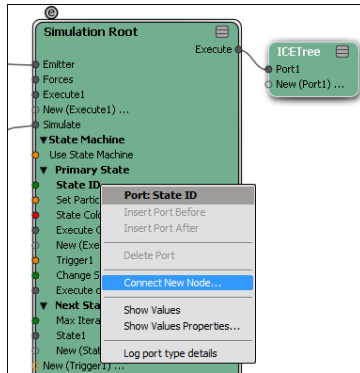 e
Simulation Root
Execute
ICETree
Port1
New (Port1) ...
Emitter
Forces
Execute1
New (Execute1) ...
Simulate
State Machine
Use State Machine
Primary State
State ID
Set Partic
State Colo
Execute
New (Exe
Trigger1
Change S
Execute
Next Sta
Max Itera
State1
New (Stat
New (Trigger1) ...
Port: State ID
Insert Port Before
Insert Port After
Delete Port
Connect New Node...
Show Values
Show Values Properties...
Log port type details